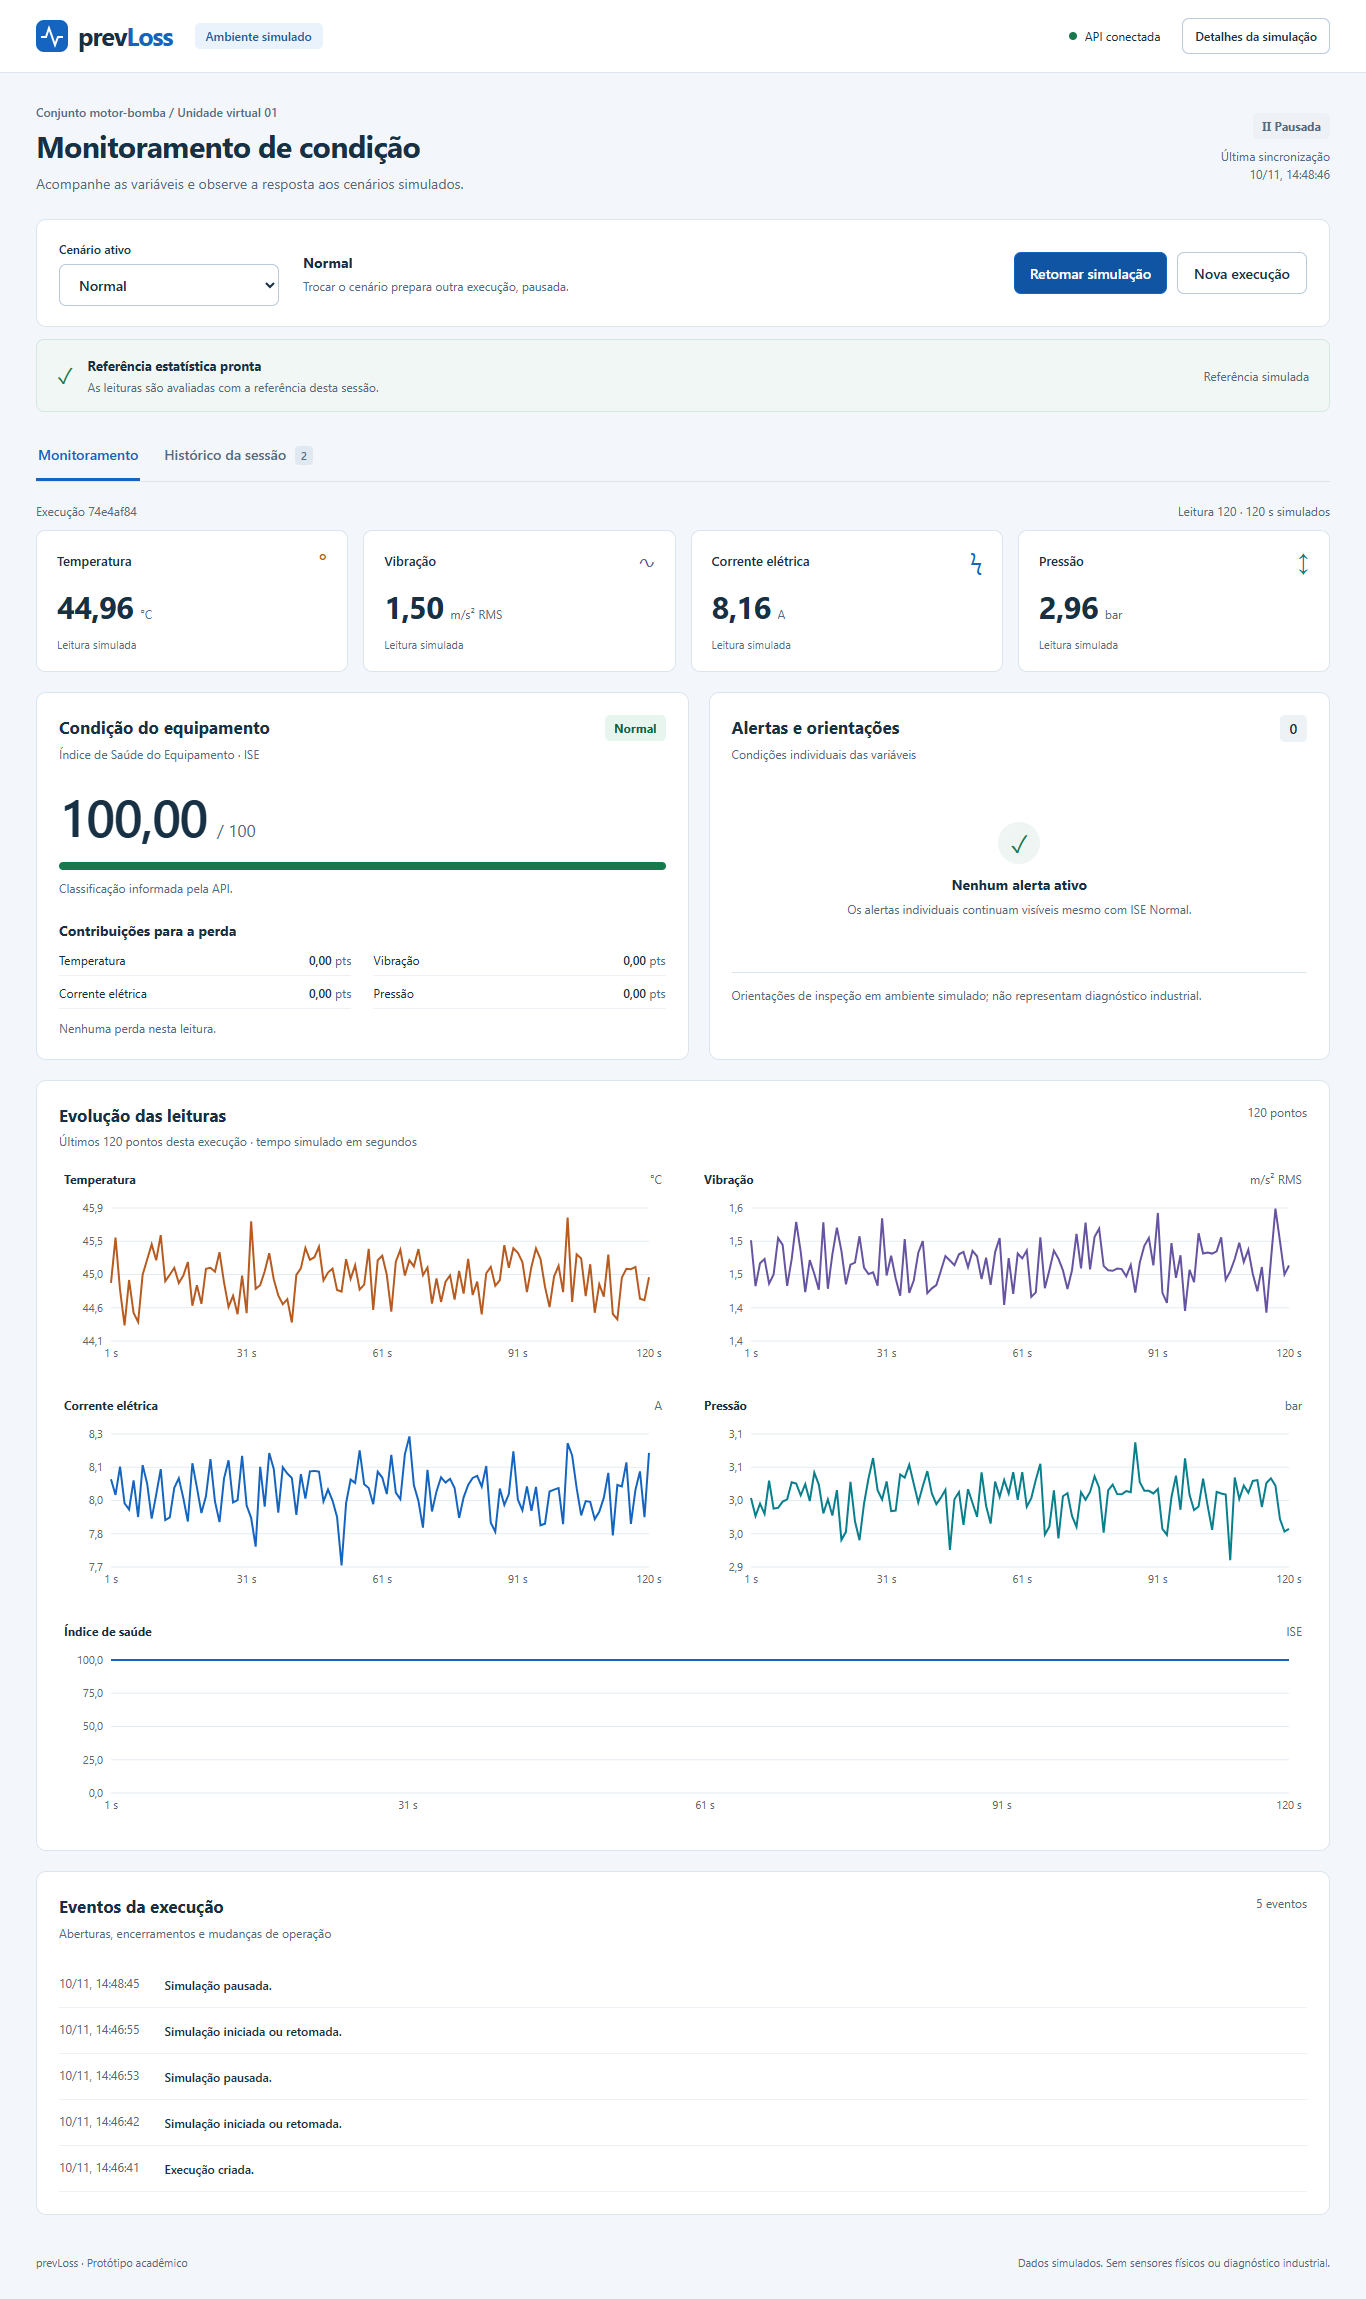 prevLoss
Ambiente simulado
API conectada
Detalhes da simulação
Conjunto motor-bomba / Unidade virtual 01
Monitoramento de condição
Acompanhe as variáveis e observe a resposta aos cenários simulados.
II Pausada
Última sincronização
10/11, 14:48:46
Cenário ativo
Normal
Normal
Trocar o cenário prepara outra execução, pausada.
Retomar simulação
Nova execução
Referência estatística pronta
As leituras são avaliadas com a referência desta sessão.
Referência simulada
Monitoramento
Histórico da sessão 2
Execução 74e4af84
Leitura 120 · 120 s simulados
Temperatura
44,96 °C
Leitura simulada
Vibração
1,50 m/s² RMS
Leitura simulada
Corrente elétrica
8,16 A
Leitura simulada
Pressão
2,96 bar
Leitura simulada
Condição do equipamento
Normal
Índice de Saúde do Equipamento · ISE
100,00 / 100
Classificação informada pela API.
Contribuições para a perda
Temperatura 0,00 pts
Vibração 0,00 pts
Corrente elétrica 0,00 pts
Pressão 0,00 pts
Nenhuma perda nesta leitura.
Alertas e orientações
0
Condições individuais das variáveis
Nenhum alerta ativo
Os alertas individuais continuam visíveis mesmo com ISE Normal.
Orientações de inspeção em ambiente simulado; não representam diagnóstico industrial.
Evolução das leituras
120 pontos
Últimos 120 pontos desta execução · tempo simulado em segundos
Temperatura °C
45,9
45,5
45,0
44,6
44,1
1 s 31 s 61 s 91 s 120 s
Vibração m/s² RMS
1,6
1,5
1,5
1,4
1,4
1 s 31 s 61 s 91 s 120 s
Corrente elétrica A
8,3
8,1
8,0
7,8
7,7
1 s 31 s 61 s 91 s 120 s
Pressão bar
3,1
3,1
3,0
3,0
2,9
1 s 31 s 61 s 91 s 120 s
Índice de saúde ISE
100,0
75,0
50,0
25,0
0,0
1 s 31 s 61 s 91 s 120 s
Eventos da execução
5 eventos
Aberturas, encerramentos e mudanças de operação
10/11, 14:48:45 Simulação pausada.
10/11, 14:46:55 Simulação iniciada ou retomada.
10/11, 14:46:53 Simulação pausada.
10/11, 14:46:42 Simulação iniciada ou retomada.
10/11, 14:46:41 Execução criada.
prevLoss · Protótipo acadêmico
Dados simulados. Sem sensores físicos ou diagnóstico industrial.